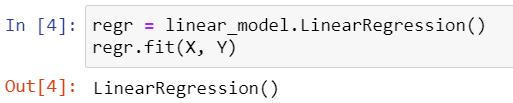 In [4]: regr = linear_model.LinearRegression()
regr.fit(X, Y)
Out[4]: LinearRegression()